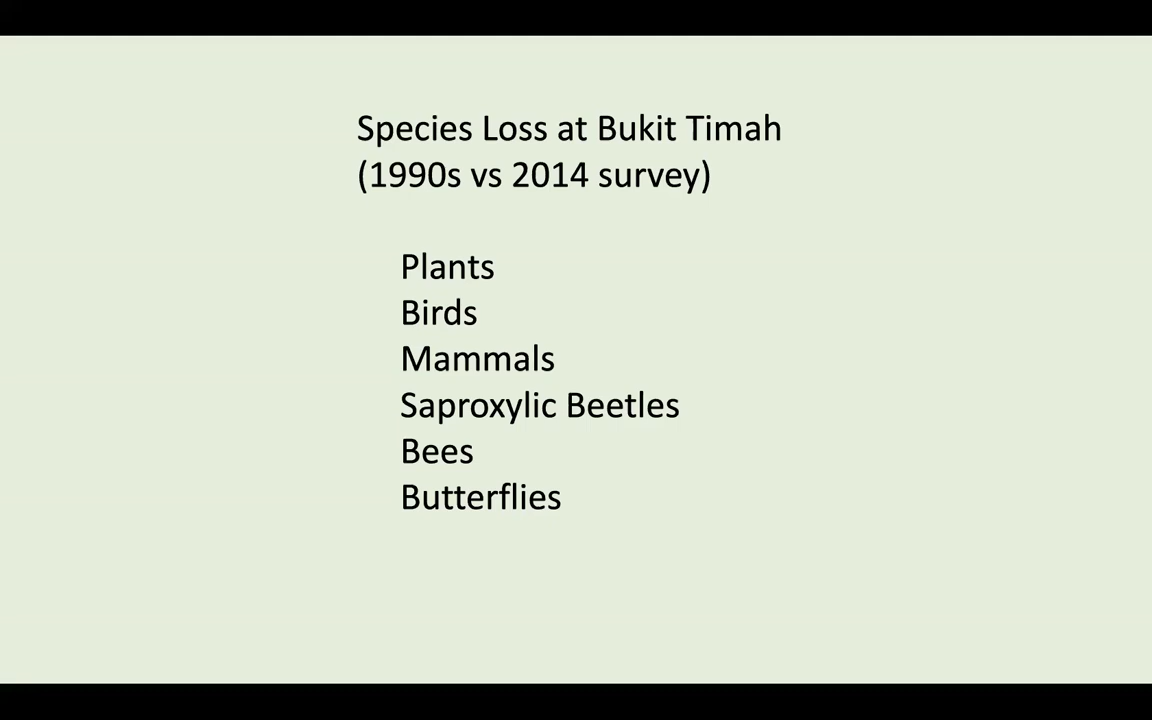 Species Loss at Bukit Timah
(1990s vs 2014 survey)
Plants
Birds
Mammals
Saproxylic Beetles
Bees
Butterflies